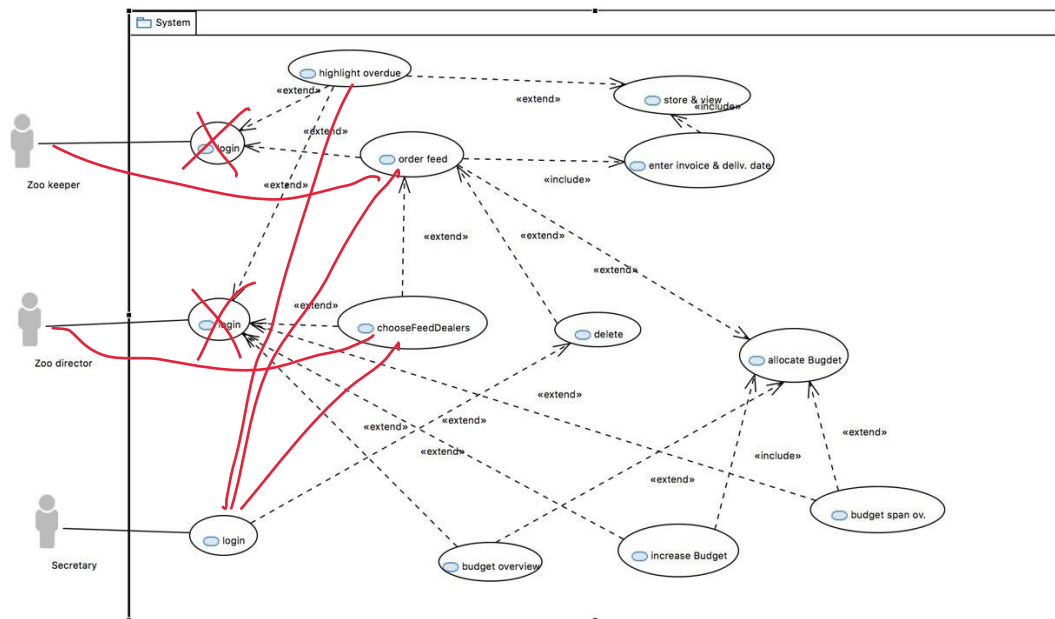 System
highlight overdue
«extend»
«extend»
store & view
«include»
«extend»
login
order feed
enter invoice & deliv. date
Zoo keeper
«extend»
«include»
«extend»
«extend»
«extend»
«extend»
login
chooseFeedDealers
delete
Zoo director
allocate Bugdet
«extend»
«extend»
«extend»
«extend»
«extend»
«include»
«extend»
budget span ov.
login
Secretary
budget overview
increase Budget